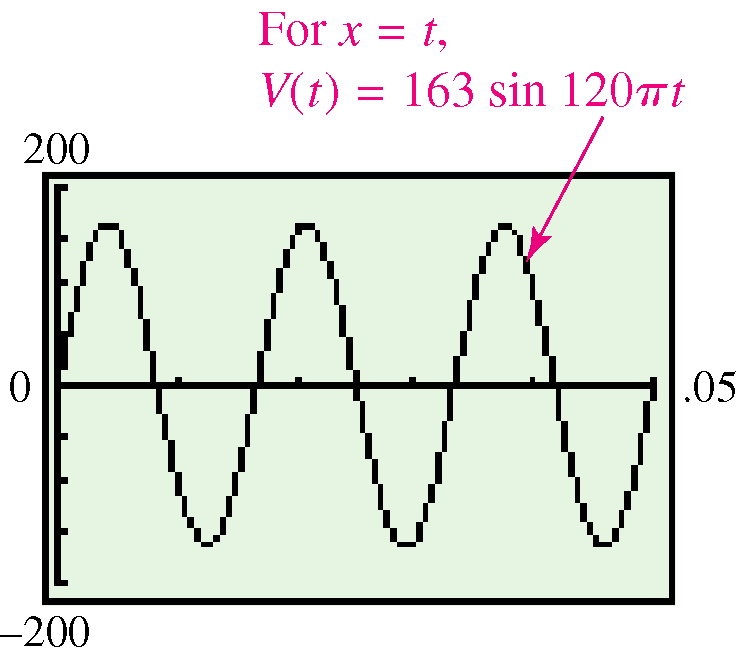 For x = t,
V(t) = 163 sin 120πt
200
0
.05
–200